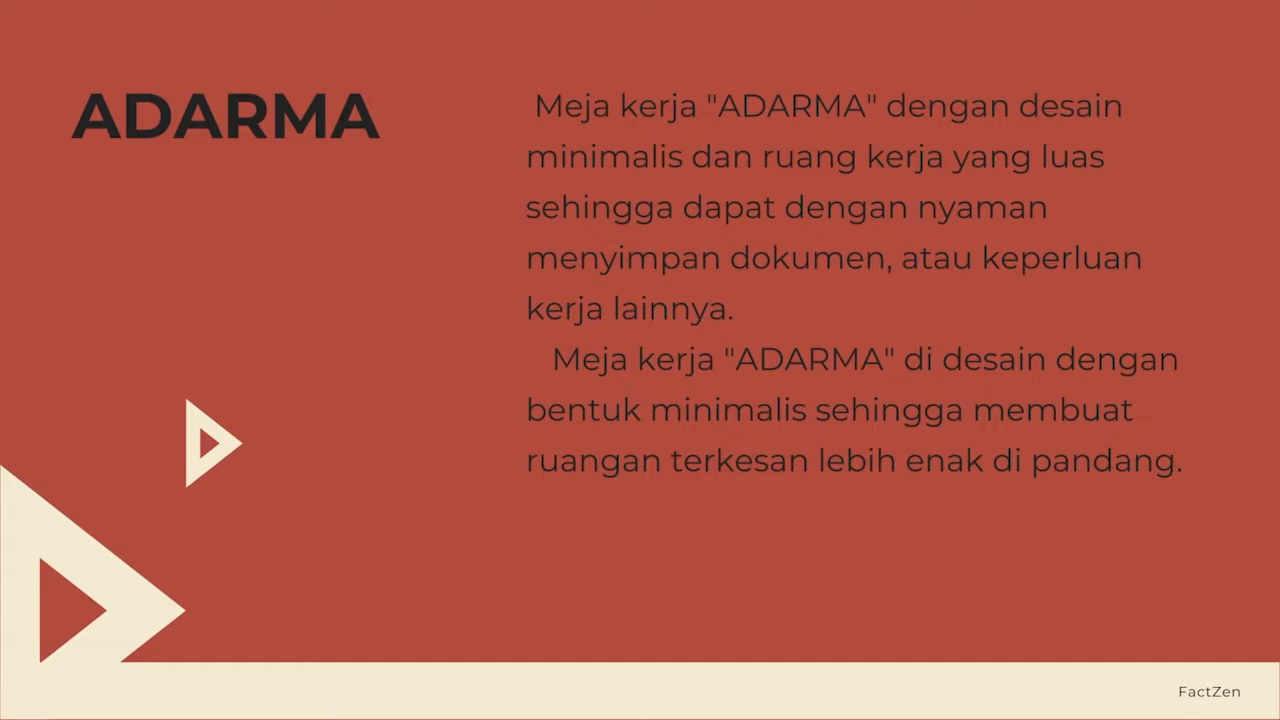 ADARMA
Meja kerja "ADARMA" dengan desain
minimalis dan ruang kerja yang luas
sehingga dapat dengan nyaman
menyimpan dokumen, atau keperluan
kerja lainnya.
Meja kerja "ADARMA" di desain dengan
bentuk minimalis sehingga membuat
ruangan terkesan lebih enak di pandang.
FactZen